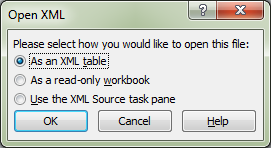 Open XML
Please select how you would like to open this file:
As an XML table
As a read-only workbook
Use the XML Source task pane
OK Cancel Help